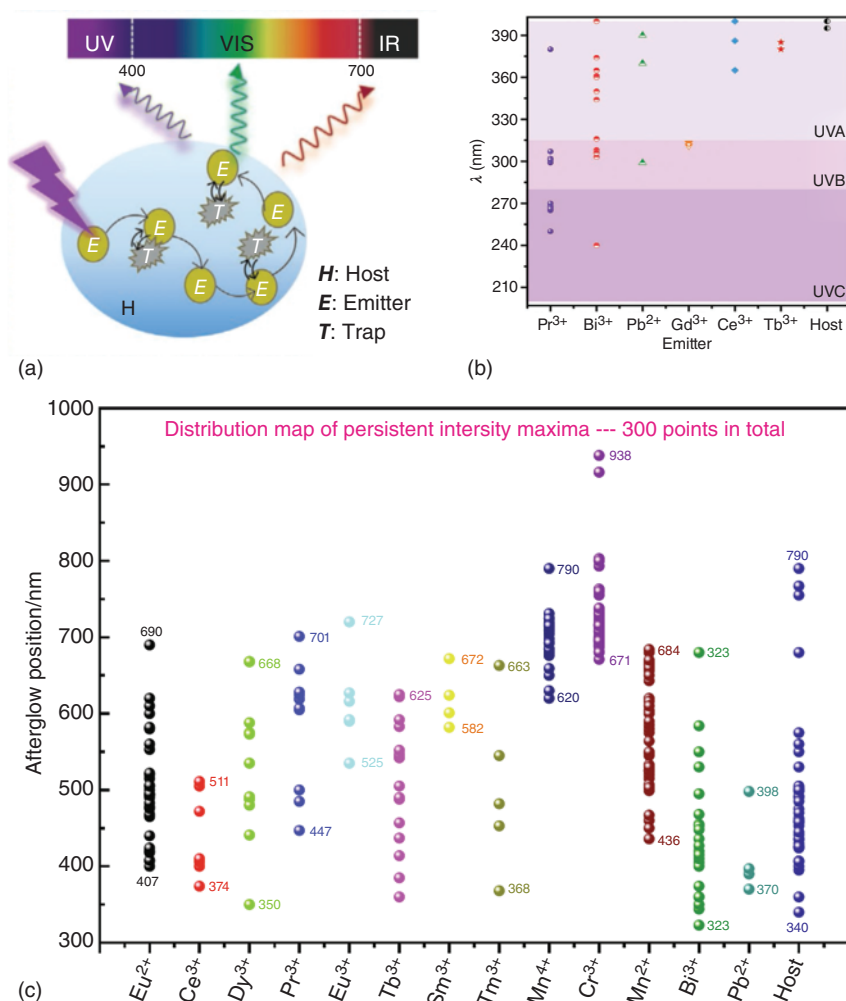 UV VIS IR
400 700
E E E E E E
T T T
H
H: Host
E: Emitter
T: Trap
(a)
λ (nm)
390
360
330
300
270
240
210
UVA
UVB
UVC
Pr3+ Bi3+ Pb2+ Gd3+ Ce3+ Tb3+ Host
Emitter
(b)
Distribution map of persistent intersity maxima --- 300 points in total
Afterglow position/nm
1000
900
800
700
600
500
400
300
690
407
511
374
668
350
701
447
727
525
625
672
582
663
368
790
620
938
671
684
436
323
323
398
370
790
340
Eu2+ Ce3+ Dy3+ Pr3+ Eu3+ Tb3+ Sm3+ Tm3+ Mn4+ Cr3+ Mn2+ Bi3+ Pb2+ Host
(c)